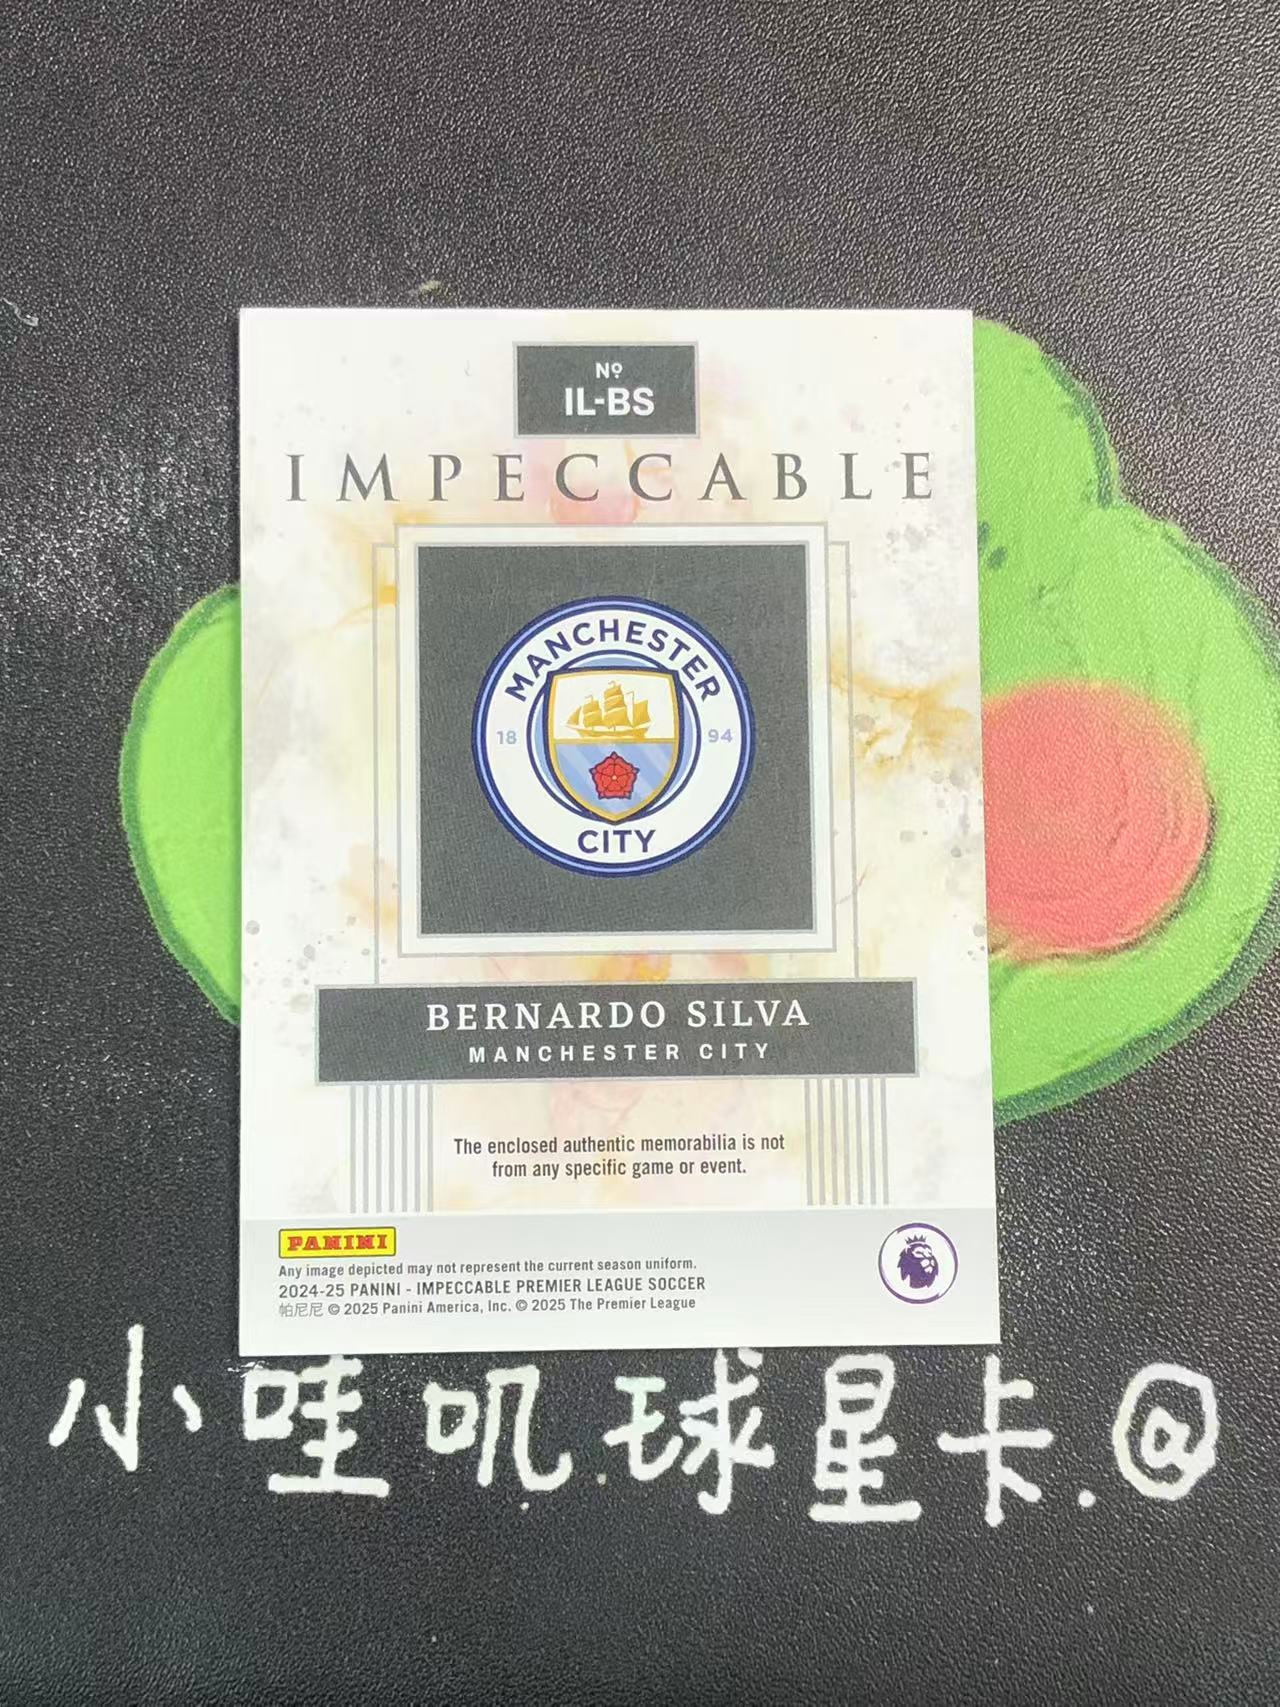 Nº
IL-BS
IMPECCABLE
MANCHESTER
18 94
CITY
BERNARDO SILVA
MANCHESTER CITY
The enclosed authentic memorabilia is not
from any specific game or event.
PANINI
Any image depicted may not represent the current season uniform.
2024-25 PANINI - IMPECCABLE PREMIER LEAGUE SOCCER
帕尼尼 © 2025 Panini America, Inc. © 2025 The Premier League
小哇叽.球星卡.@